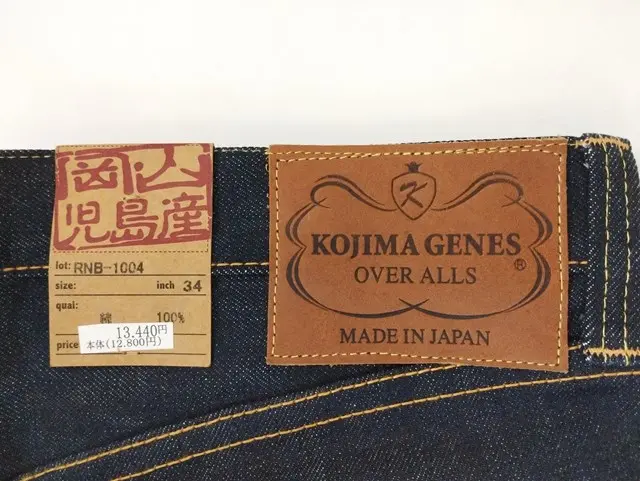 岡山
児島産
lot: RNB-1004
size: inch 34
qual:
綿 100%
price
13.440円
本体(12.800円)
K
KOJIMA GENES
®
OVER ALLS
MADE IN JAPAN